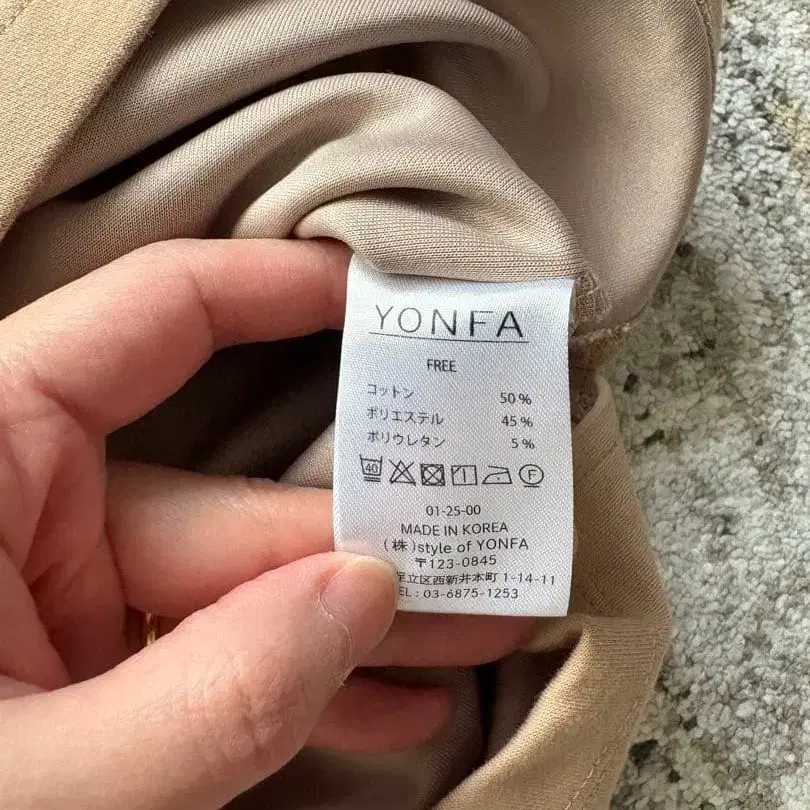 YONFA
FREE
コットン 50 %
ポリエステル 45 %
ポリウレタン 5 %
40 F
01-25-00
MADE IN KOREA
(株)style of YONFA
〒123-0845
足立区西新井本町 1-14-11
EL : 03-6875-1253